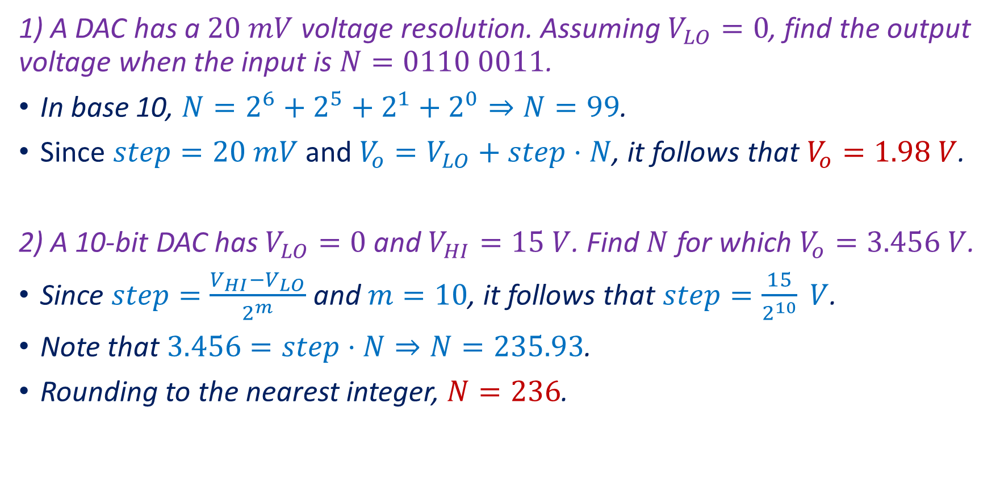 1) A DAC has a 20 mV voltage resolution. Assuming V_{LO} = 0, find the output
voltage when the input is N = 0110 0011.
• In base 10, N = 2^6 + 2^5 + 2^1 + 2^0 ⇒ N = 99.
• Since step = 20 mV and V_o = V_{LO} + step · N, it follows that V_o = 1.98 V.
2) A 10-bit DAC has V_{LO} = 0 and V_{HI} = 15 V. Find N for which V_o = 3.456 V.
• Since step = \frac{V_{HI}−V_{LO}}{2^m} and m = 10, it follows that step = \frac{15}{2^{10}} V.
• Note that 3.456 = step · N ⇒ N = 235.93.
• Rounding to the nearest integer, N = 236.